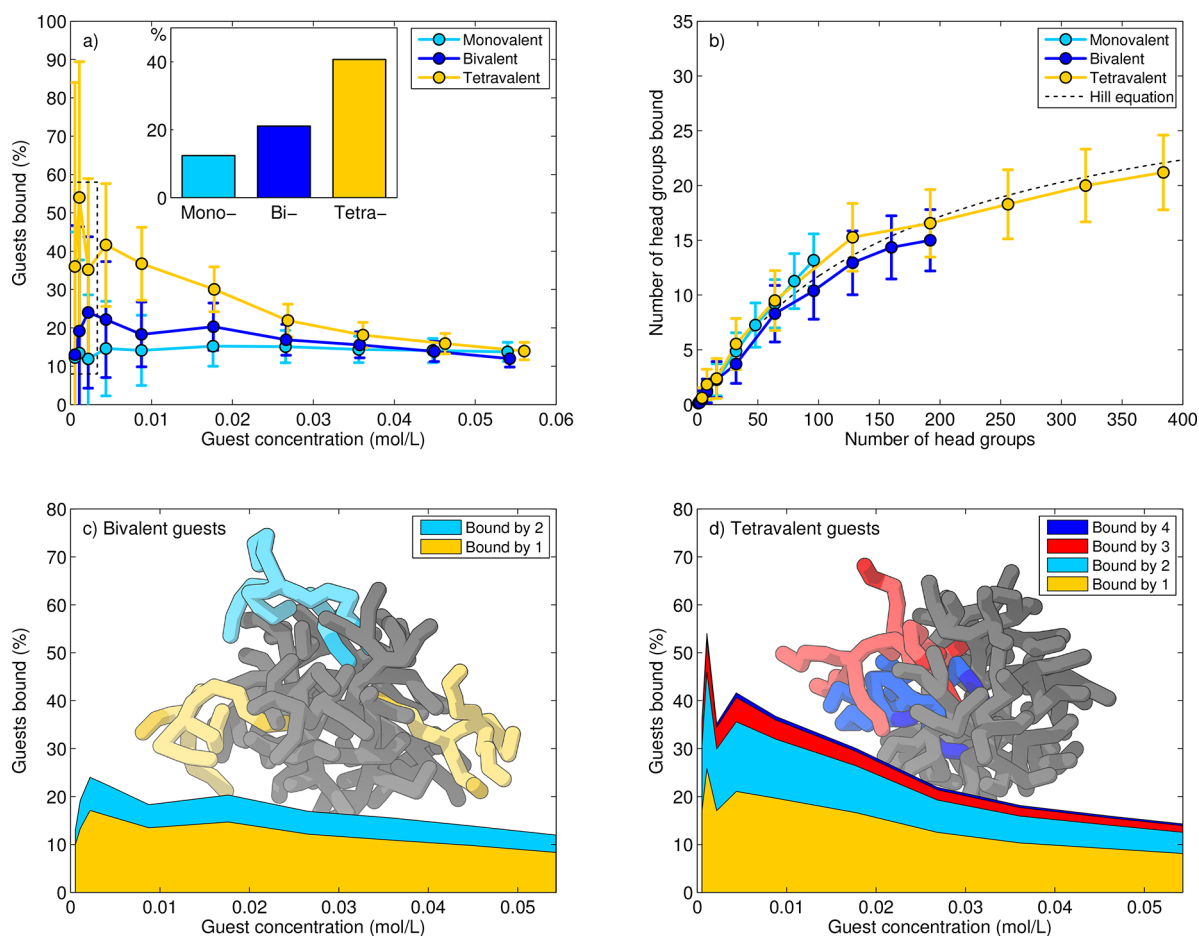 a)
Guests bound (%)
100
90
80
70
60
50
40
30
20
10
0
0
0.01
0.02
0.03
0.04
0.05
0.06
Guest concentration (mol/L)
Monovalent
Bivalent
Tetravalent
%
40
20
0
Mono−
Bi−
Tetra−
b)
Number of head groups bound
35
30
25
20
15
10
5
0
0
50
100
150
200
250
300
350
400
Number of head groups
Monovalent
Bivalent
Tetravalent
Hill equation
c) Bivalent guests
Guests bound (%)
80
70
60
50
40
30
20
10
0
0
0.01
0.02
0.03
0.04
0.05
Guest concentration (mol/L)
Bound by 2
Bound by 1
d) Tetravalent guests
Guests bound (%)
80
70
60
50
40
30
20
10
0
0
0.01
0.02
0.03
0.04
0.05
Guest concentration (mol/L)
Bound by 4
Bound by 3
Bound by 2
Bound by 1